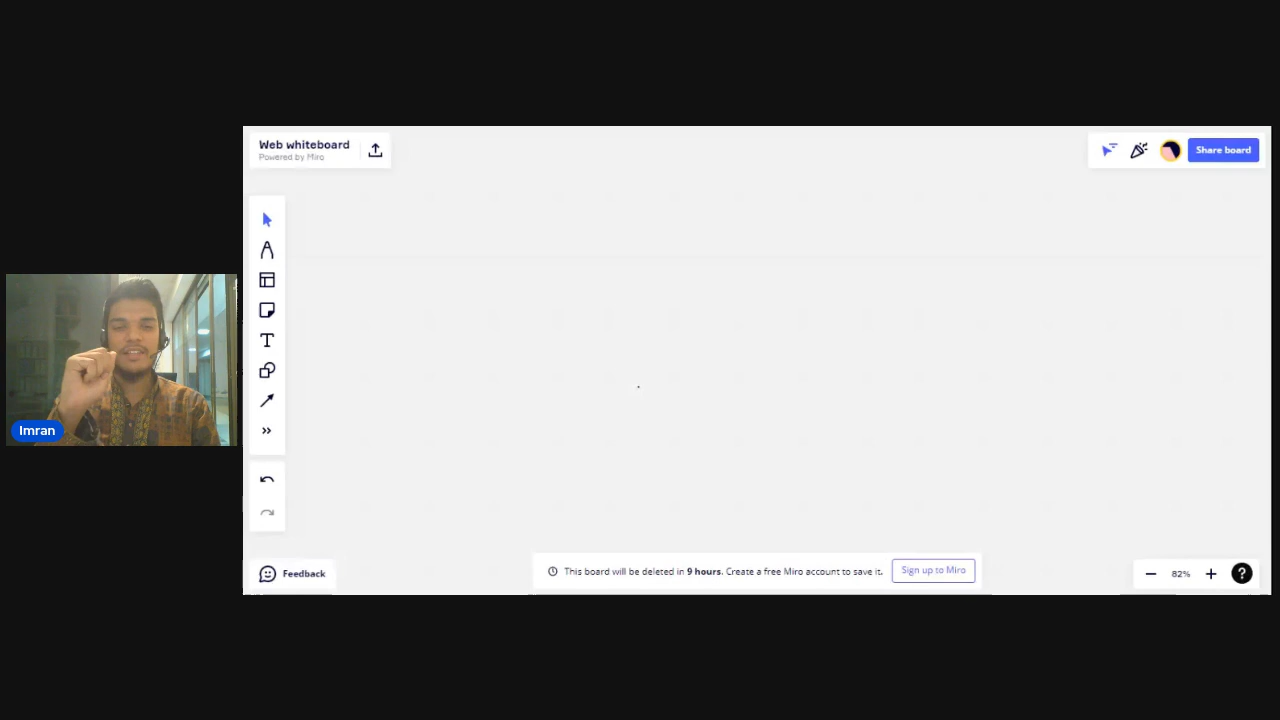 Web whiteboard
Powered by Miro
Share board
Imran
Feedback
This board will be deleted in 9 hours. Create a free Miro account to save it.
Sign up to Miro
82%
?